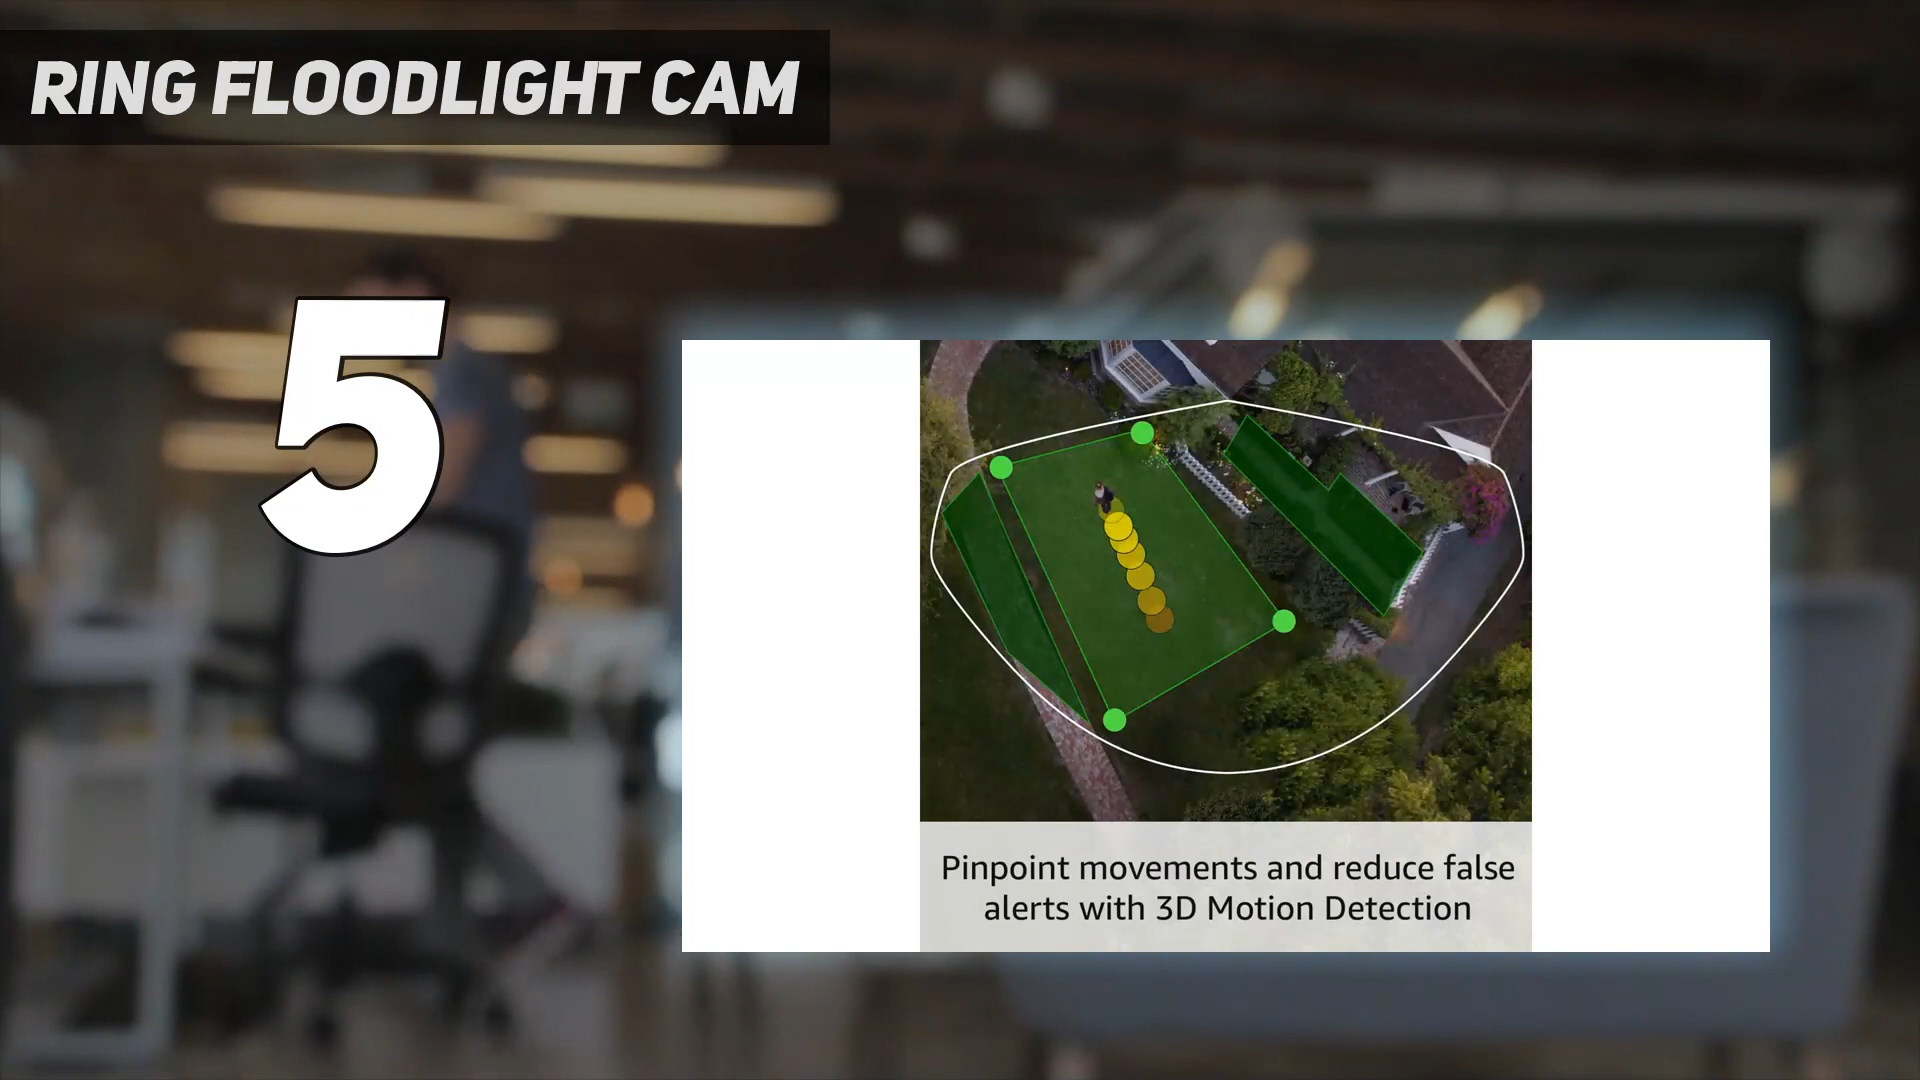 RING FLOODLIGHT CAM
5
Pinpoint movements and reduce false
alerts with 3D Motion Detection